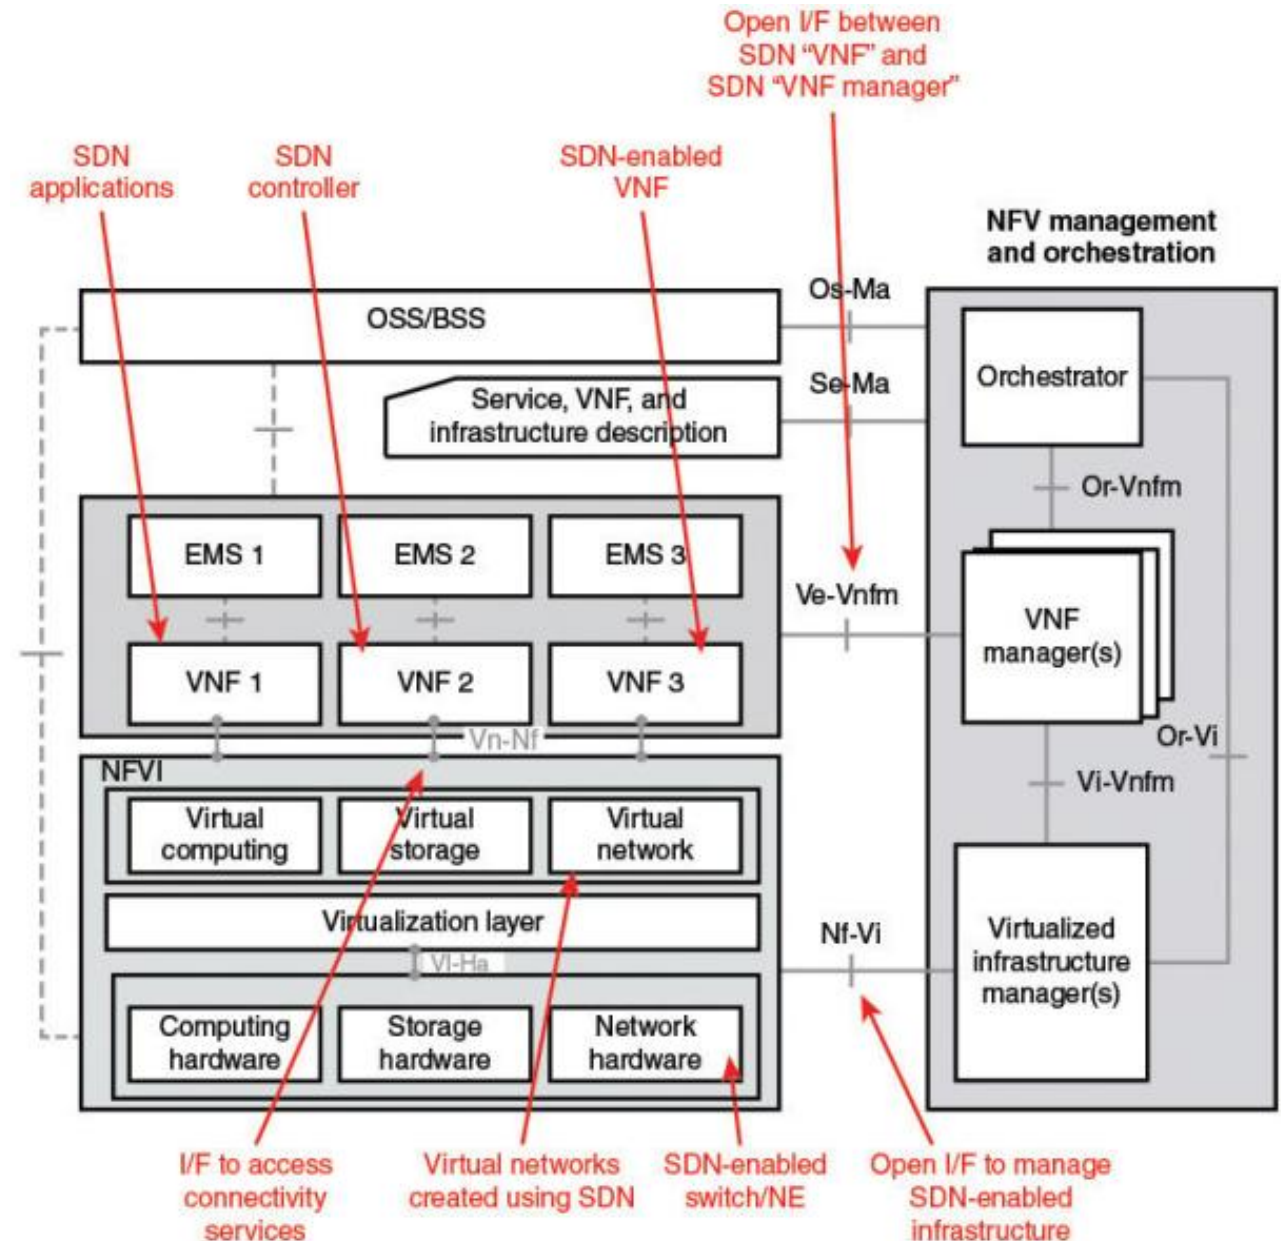 Open I/F between
SDN “VNF” and
SDN “VNF manager”
SDN
applications
SDN
controller
SDN-enabled
VNF
NFV management
and orchestration
OSS/BSS
Os-Ma
Service, VNF, and
infrastructure description
Se-Ma
Orchestrator
Or-Vnfm
EMS 1
EMS 2
EMS 3
Ve-Vnfm
VNF
manager(s)
VNF 1
VNF 2
VNF 3
Vn-Nf
Or-Vi
Vi-Vnfm
NFVI
Virtual
computing
Virtual
storage
Virtual
network
Virtualization layer
Nf-Vi
Virtualized
infrastructure
manager(s)
VI-Ha
Computing
hardware
Storage
hardware
Network
hardware
I/F to access
connectivity
services
Virtual networks
created using SDN
SDN-enabled
switch/NE
Open I/F to manage
SDN-enabled
infrastructure